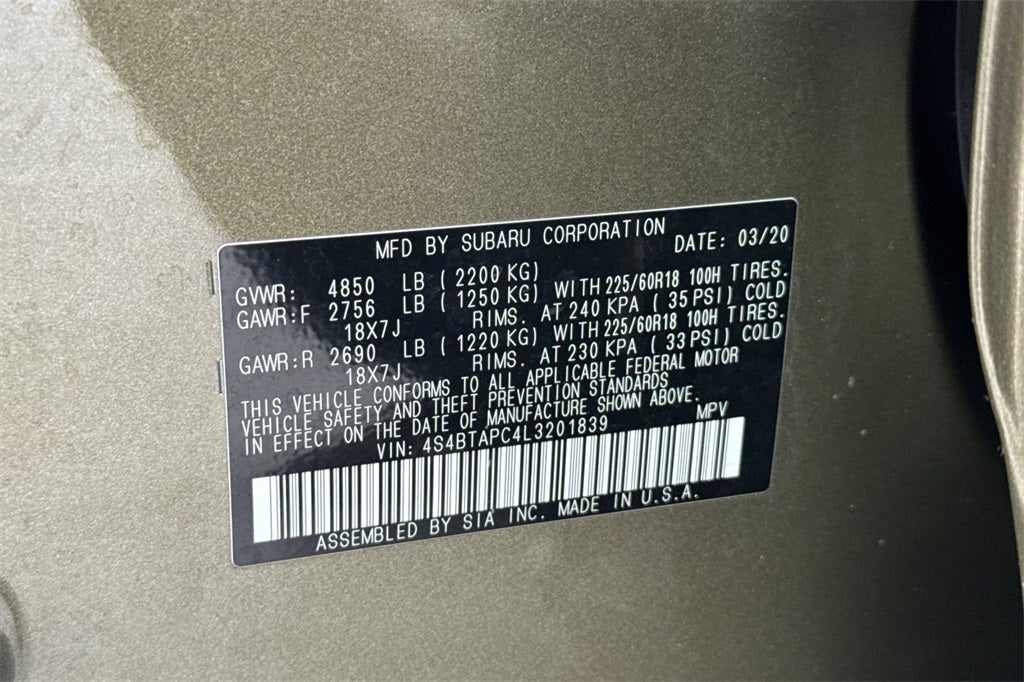 MFD BY SUBARU CORPORATION DATE: 03/20
GVWR: 4850 LB ( 2200 KG)
GAWR:F 2756 LB ( 1250 KG) WITH 225/60R18 100H TIRES.
18X7J RIMS. AT 240 KPA ( 35 PSI) COLD
GAWR:R 2690 LB ( 1220 KG) WITH 225/60R18 100H TIRES.
18X7J RIMS. AT 230 KPA ( 33 PSI) COLD
THIS VEHICLE CONFORMS TO ALL APPLICABLE FEDERAL MOTOR
VEHICLE SAFETY AND THEFT PREVENTION STANDARDS
IN EFFECT ON THE DATE OF MANUFACTURE SHOWN ABOVE.
VIN: 4S4BTAPC4L3201839 MPV
ASSEMBLED BY SIA INC. MADE IN U.S.A.